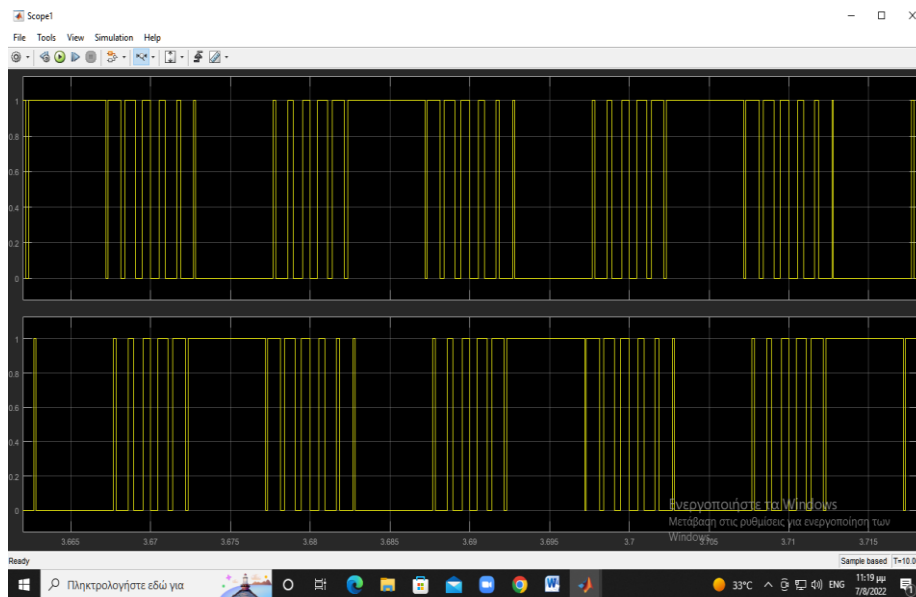 Scope1
File Tools View Simulation Help
1
0.8
0.6
0.4
0.2
0
1
0.8
0.6
0.4
0.2
0
3.665 3.67 3.675 3.68 3.685 3.69 3.695 3.7 3.705 3.71 3.715
Ενεργοποιήστε τα Windows
Μετάβαση στις ρυθμίσεις για ενεργοποίηση των
Windows.
Ready
Sample based T=10.0
Πληκτρολογήστε εδώ για
33°C ENG 11:19 μμ
7/8/2022